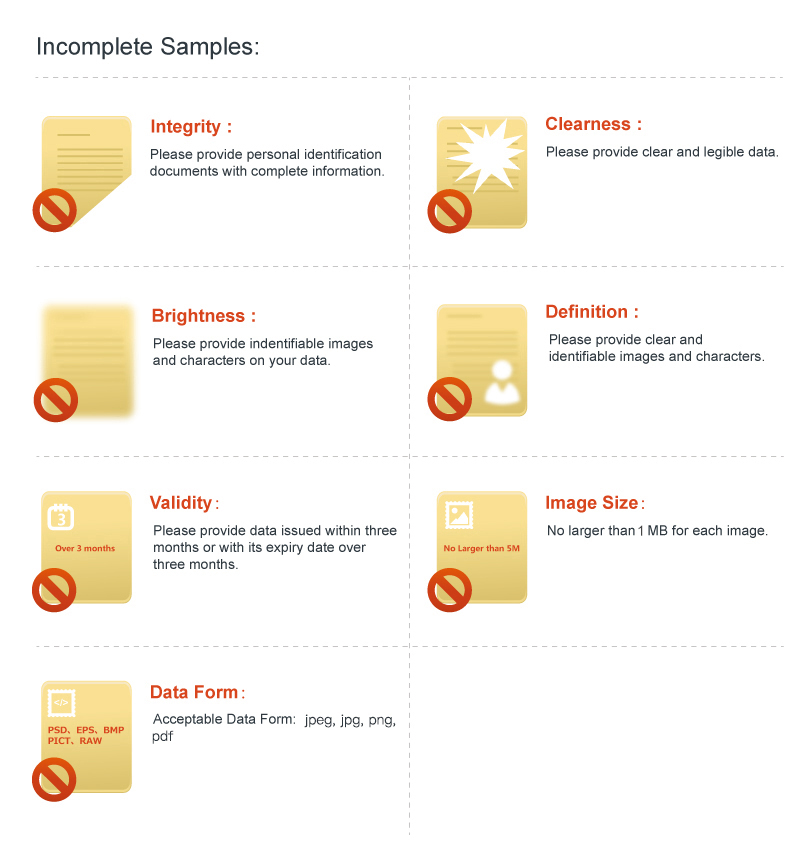 Incomplete Samples:
Integrity :
Please provide personal identification
documents with complete information.
Clearness :
Please provide clear and legible data.
Brightness :
Please provide indentifiable images
and characters on your data.
Definition :
Please provide clear and
identifiable images and characters.
3
Over 3 months
Validity:
Please provide data issued within three
months or with its expiry date over
three months.
No Larger than 5M
Image Size:
No larger than 1 MB for each image.
</>
PSD、EPS、BMP
PICT、RAW
Data Form:
Acceptable Data Form: jpeg, jpg, png,
pdf